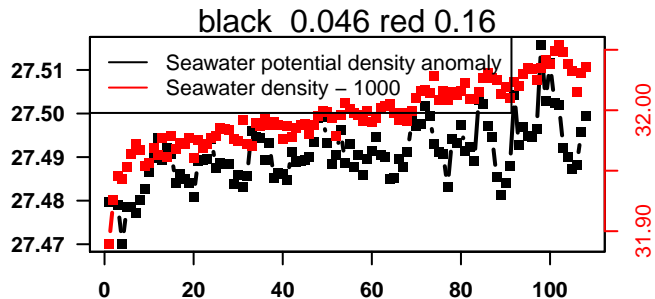 black 0.046 red 0.16
Seawater potential density anomaly
Seawater density − 1000
27.51
27.50
27.49
27.48
27.47
32.00
31.90
0 20 40 60 80 100